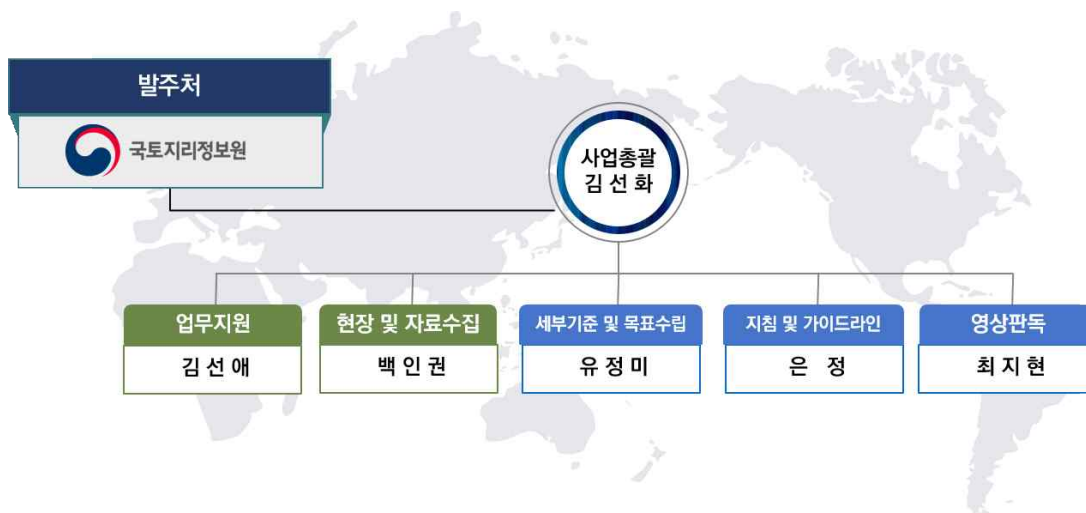 발주처
국토지리정보원
사업총괄
김 선 화
업무지원
현장 및 자료수집
세부기준 및 목표수립
지침 및 가이드라인
영상판독
김 선 애
백 인 권
유 정 미
은 정
최 지 현